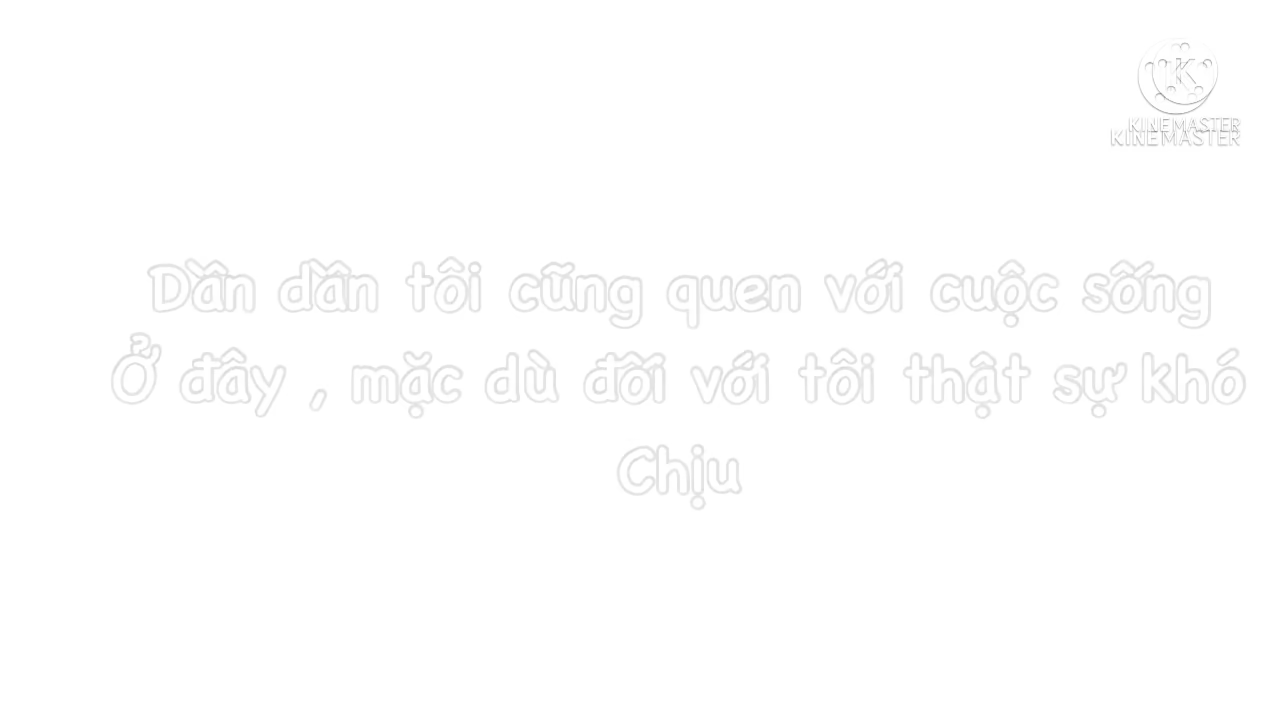 KINEMASTER
KINEMASTER
Dần dần tôi cũng quen với cuộc sống
Ở đây , mặc dù đối với tôi thật sự khó
Chịu